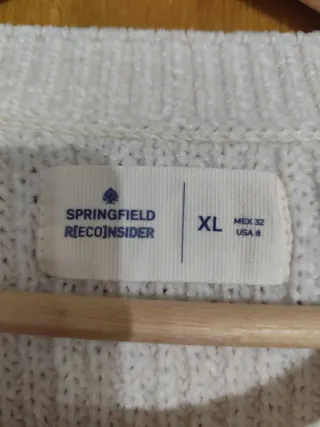 SPRINGFIELD
R[ECO]NSIDER
XL
MEX 32
USA 8